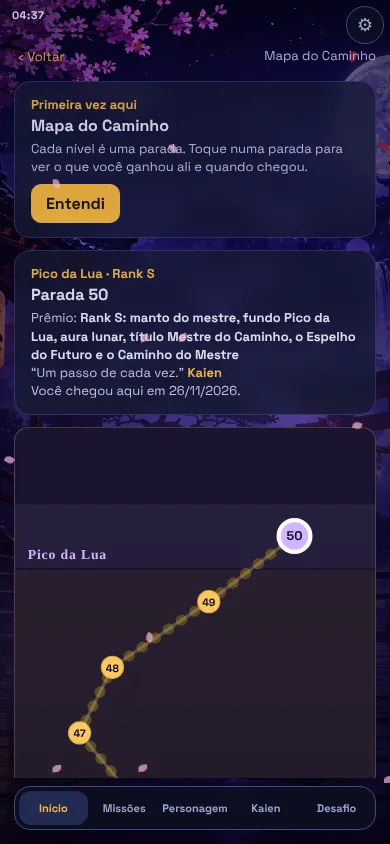 04:37
‹ Voltar
Mapa do Caminho
Primeira vez aqui
Mapa do Caminho
Cada nível é uma parada. Toque numa parada para
ver o que você ganhou ali e quando chegou.
Entendi
Pico da Lua · Rank S
Parada 50
Prêmio: Rank S: manto do mestre, fundo Pico da
Lua, aura lunar, título Mestre do Caminho, o Espelho
do Futuro e o Caminho do Mestre
“Um passo de cada vez.” Kaien
Você chegou aqui em 26/11/2026.
50
Pico da Lua
49
48
47
Início
Missões
Personagem
Kaien
Desafio